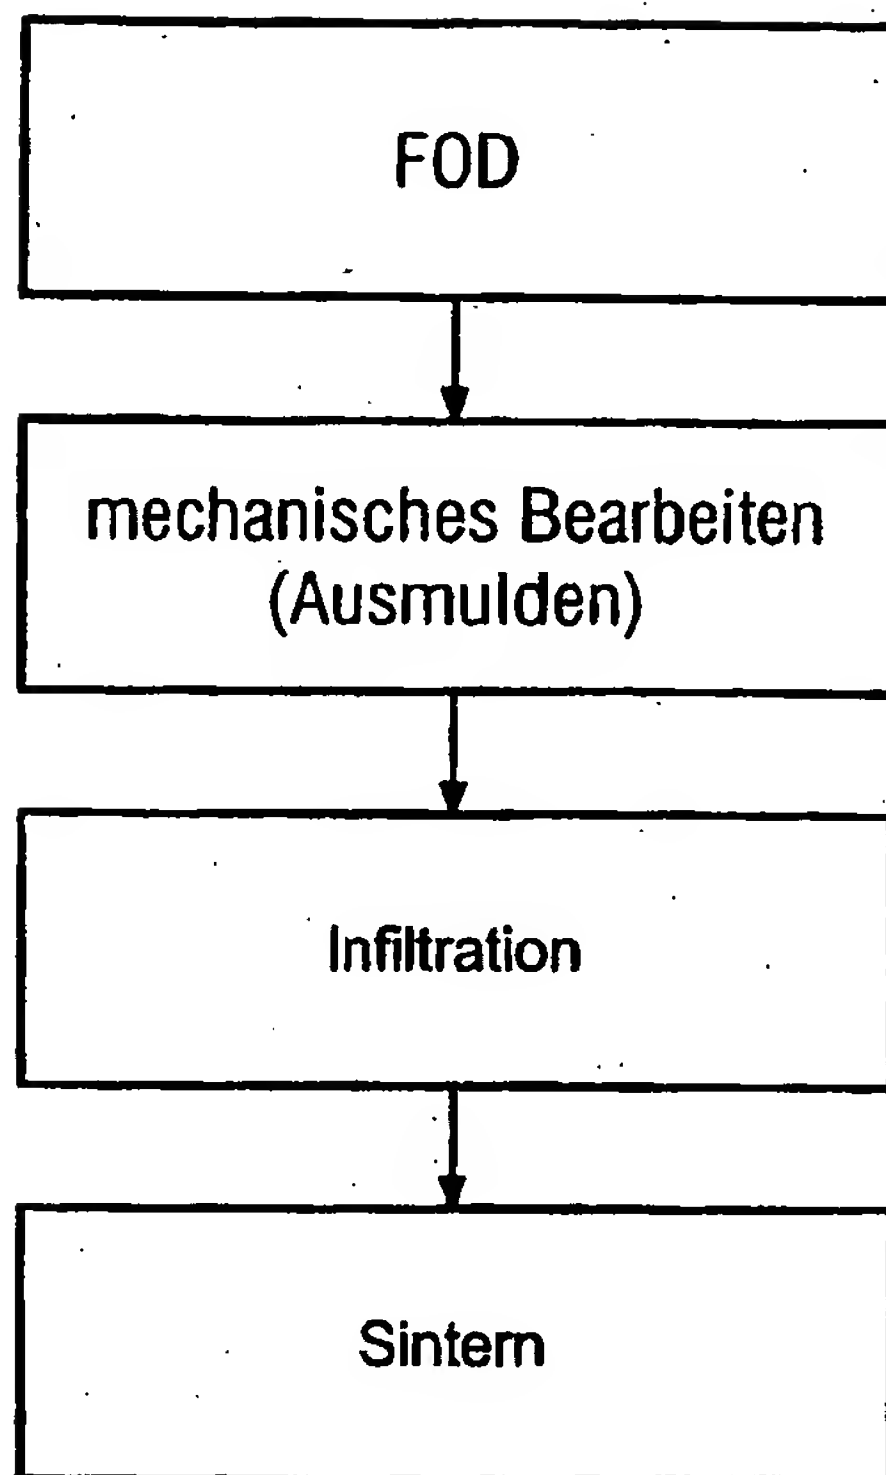 FOD
mechanisches Bearbeiten
(Ausmulden)
Infiltration
Sintern